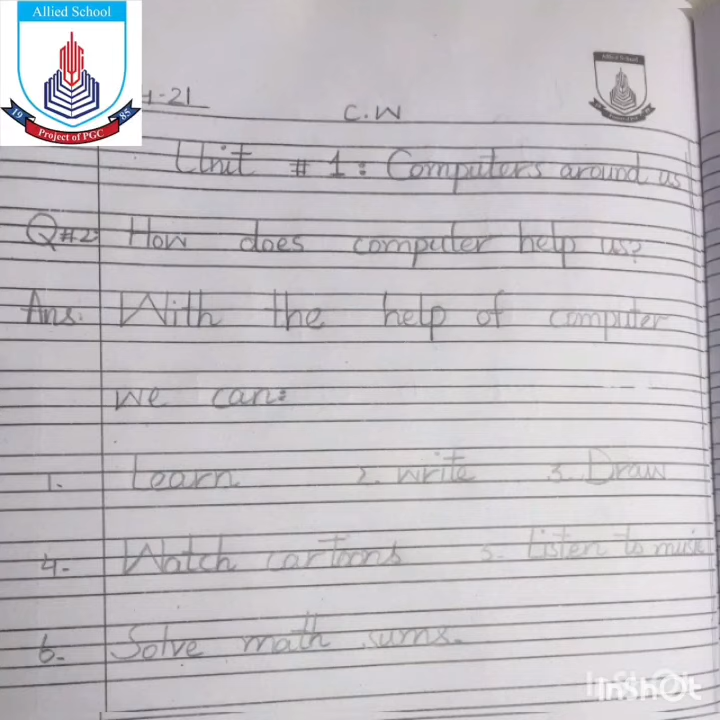 Allied School
19 85
Project of PGC
Allied School
-21
C.W
Unit # 1: Computers around us
Q#2: How does computer help us?
Ans. With the help of computer
we can:
1. Learn 2. write 3. Draw
4- Watch cartoons 5- Listen to music
6- Solve math sums.
InShot